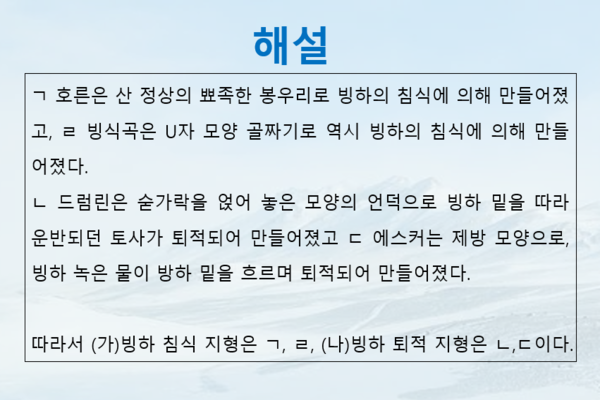 해설
ㄱ 호른은 산 정상의 뾰족한 봉우리로 빙하의 침식에 의해 만들어졌
고, ㄹ 빙식곡은 U자 모양 골짜기로 역시 빙하의 침식에 의해 만들
어졌다.
ㄴ 드럼린은 숟가락을 엎어 놓은 모양의 언덕으로 빙하 밑을 따라
운반되던 토사가 퇴적되어 만들어졌고 ㄷ 에스커는 제방 모양으로,
빙하 녹은 물이 방하 밑을 흐르며 퇴적되어 만들어졌다.
따라서 (가)빙하 침식 지형은 ㄱ, ㄹ, (나)빙하 퇴적 지형은 ㄴ,ㄷ이다.